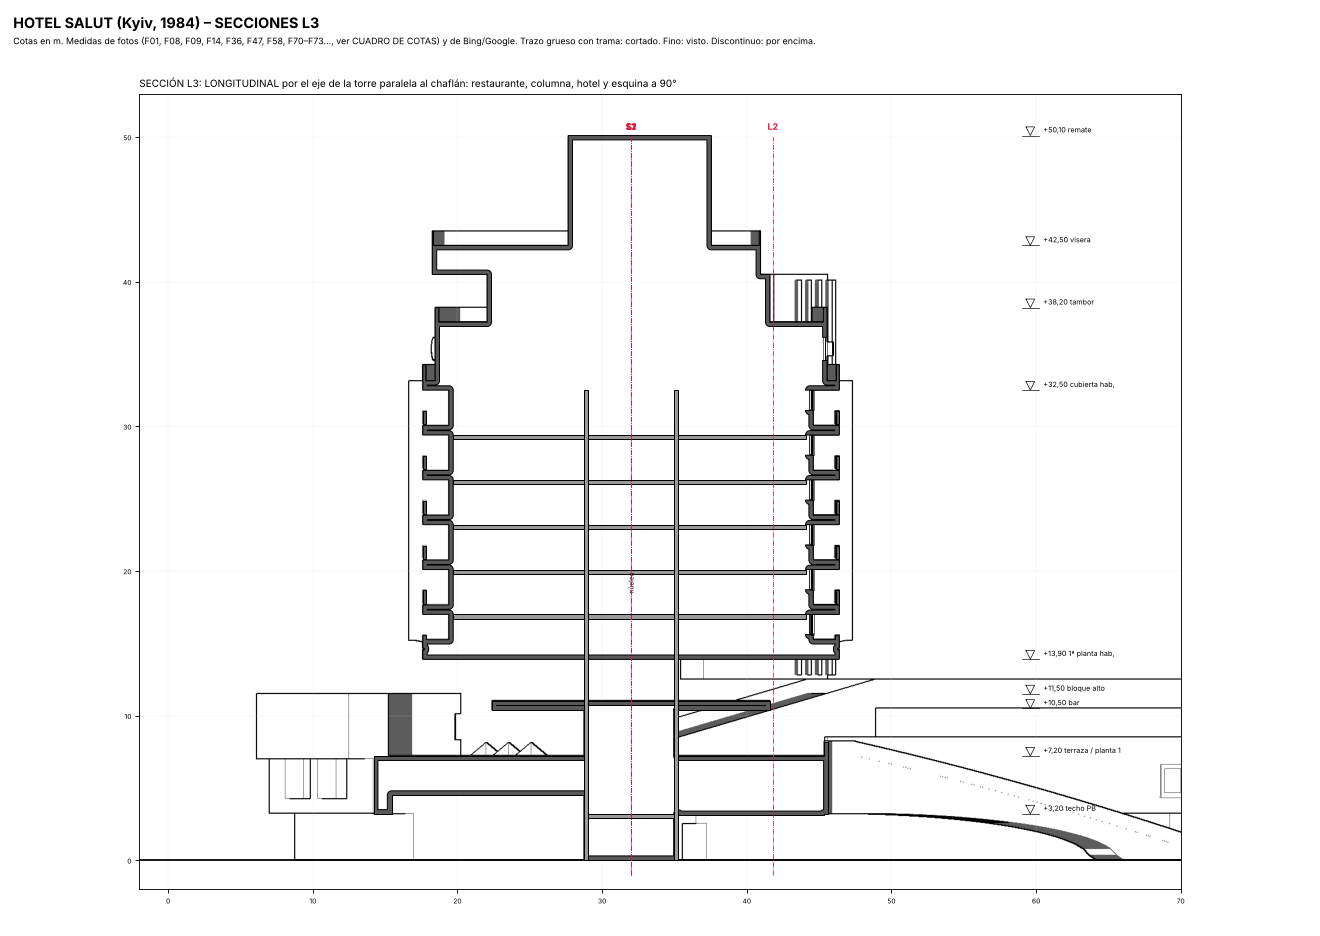 HOTEL SALUT (Kyiv, 1984) – SECCIONES L3
Cotas en m. Medidas de fotos (F01, F08, F09, F14, F36, F47, F58, F70–F73..., ver CUADRO DE COTAS) y de Bing/Google. Trazo grueso con trama: cortado. Fino: visto. Discontinuo: por encima.
SECCIÓN L3: LONGITUDINAL por el eje de la torre paralela al chaflán: restaurante, columna, hotel y esquina a 90°
L2
50
+50,10 remate
+42,50 visera
40
+38,20 tambor
+32,50 cubierta hab,
30
20
núcleo
+13,90 1ª planta hab,
+11,50 bloque alto
10
+10,50 bar
+7,20 terraza / planta 1
+3,20 techo PB
0
0 10 20 30 40 50 60 70